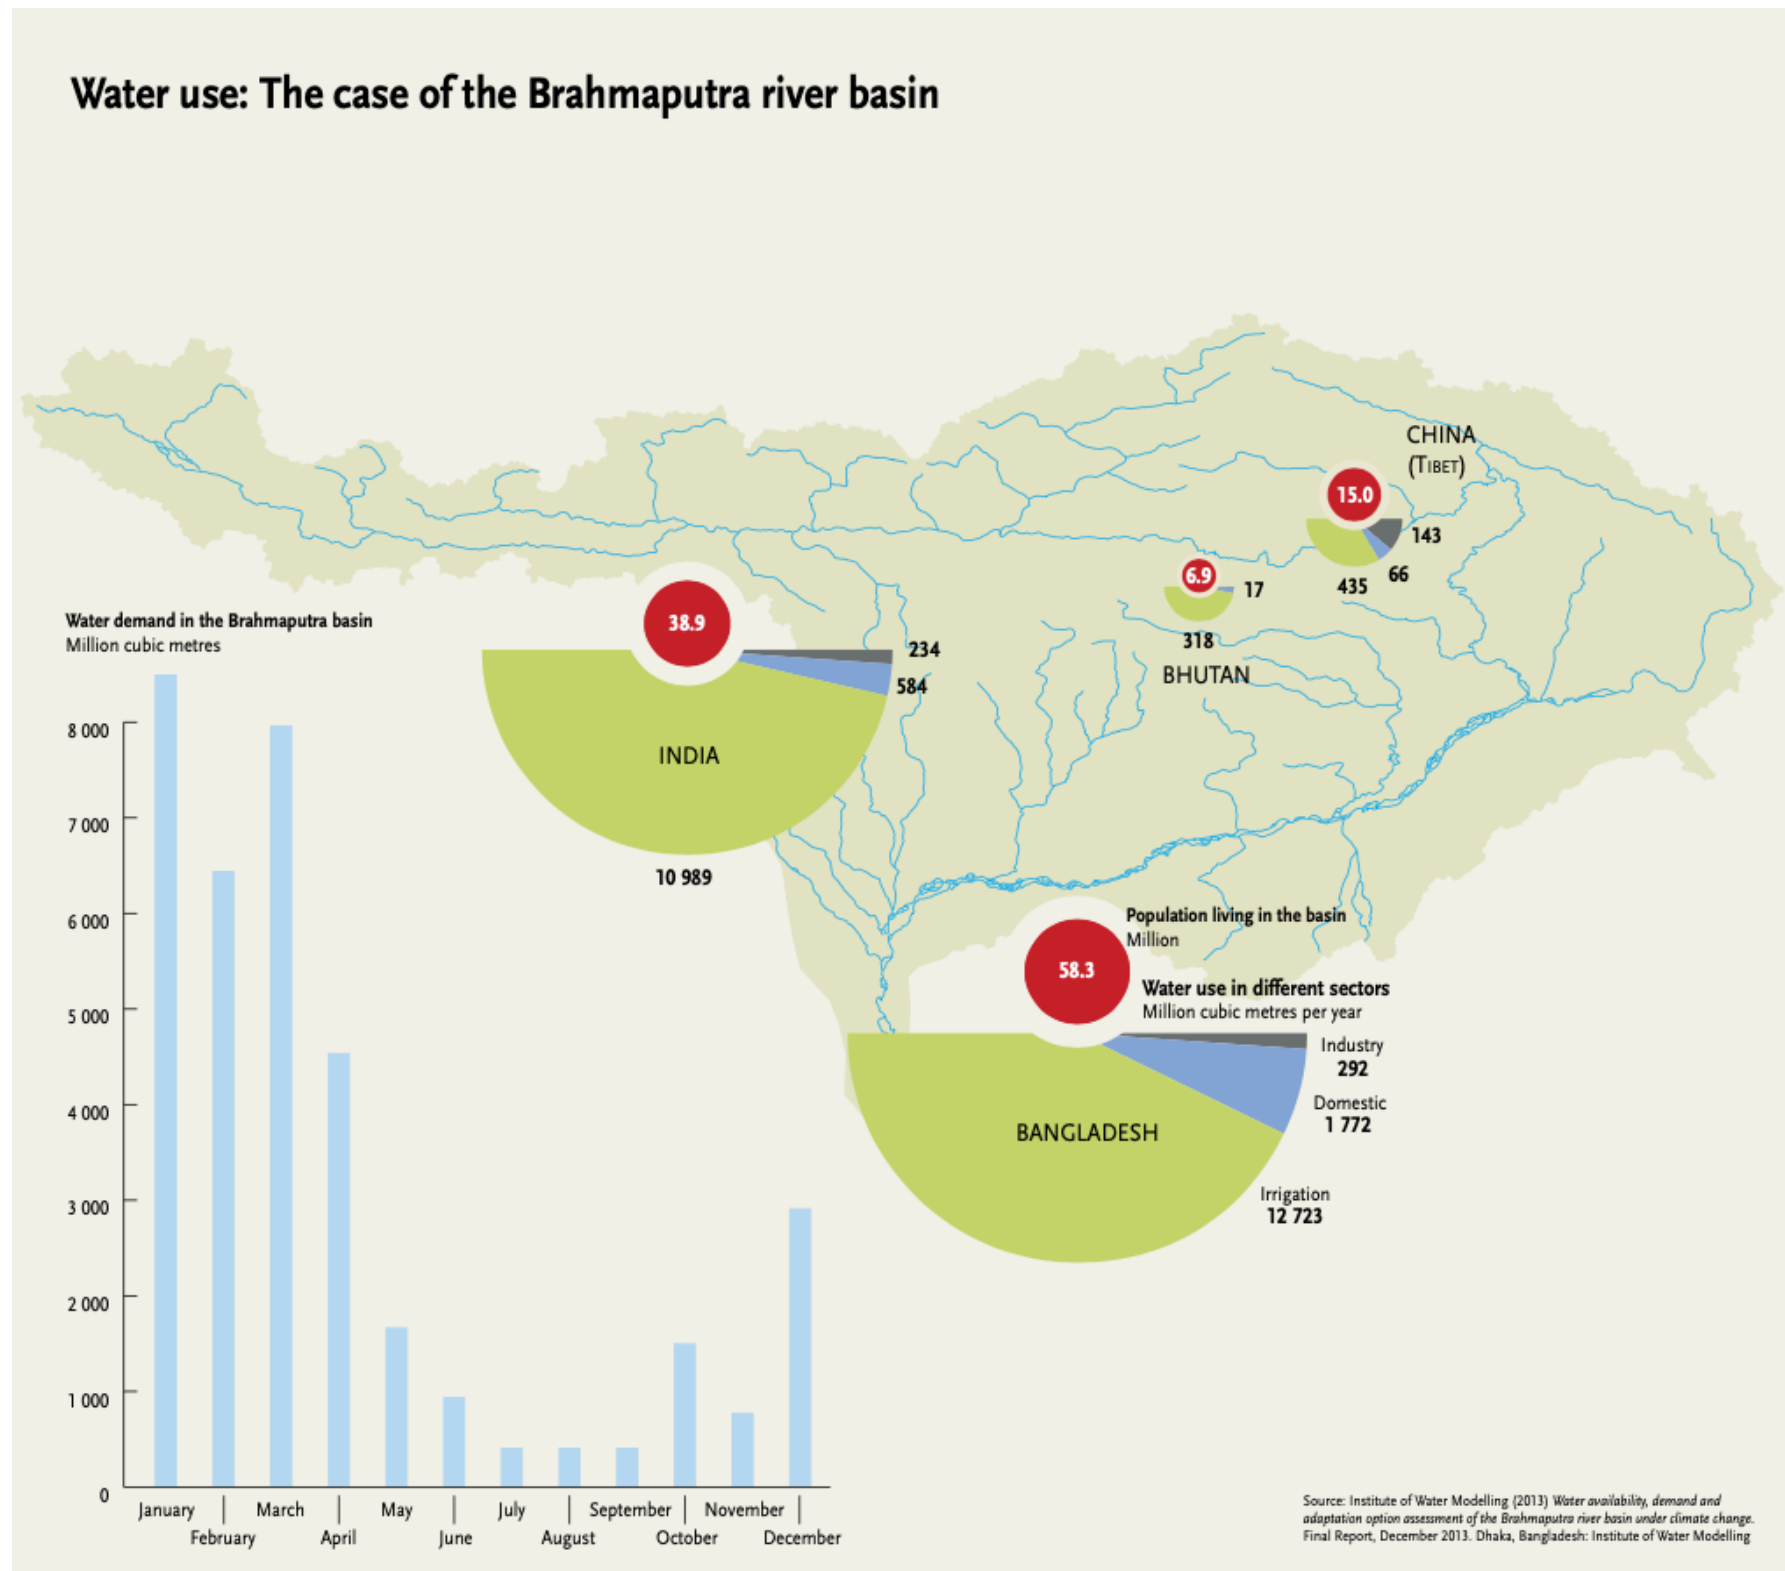 Water use: The case of the Brahmaputra river basin
CHINA
(TIBET)
15.0
143
66
435
6.9
17
318
BHUTAN
38.9
234
584
INDIA
10 989
Population living in the basin
Million
58.3
Water use in different sectors
Million cubic metres per year
Industry
292
Domestic
1 772
BANGLADESH
Irrigation
12 723
Water demand in the Brahmaputra basin
Million cubic metres
8 000
7 000
6 000
5 000
4 000
3 000
2 000
1 000
0
January
February
March
April
May
June
July
August
September
October
November
December
Source: Institute of Water Modelling (2013) Water availability, demand and
adaptation option assessment of the Brahmaputra river basin under climate change.
Final Report, December 2013. Dhaka, Bangladesh: Institute of Water Modelling